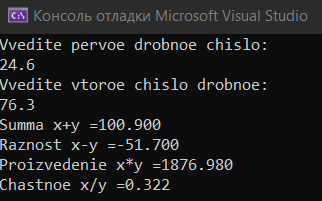 Консоль отладки Microsoft Visual Studio
Vvedite pervoe drobnoe chislo:
24.6
Vvedite vtoroe chislo drobnoe:
76.3
Summa x+y =100.900
Raznost x-y =-51.700
Proizvedenie x*y =1876.980
Chastnoe x/y =0.322